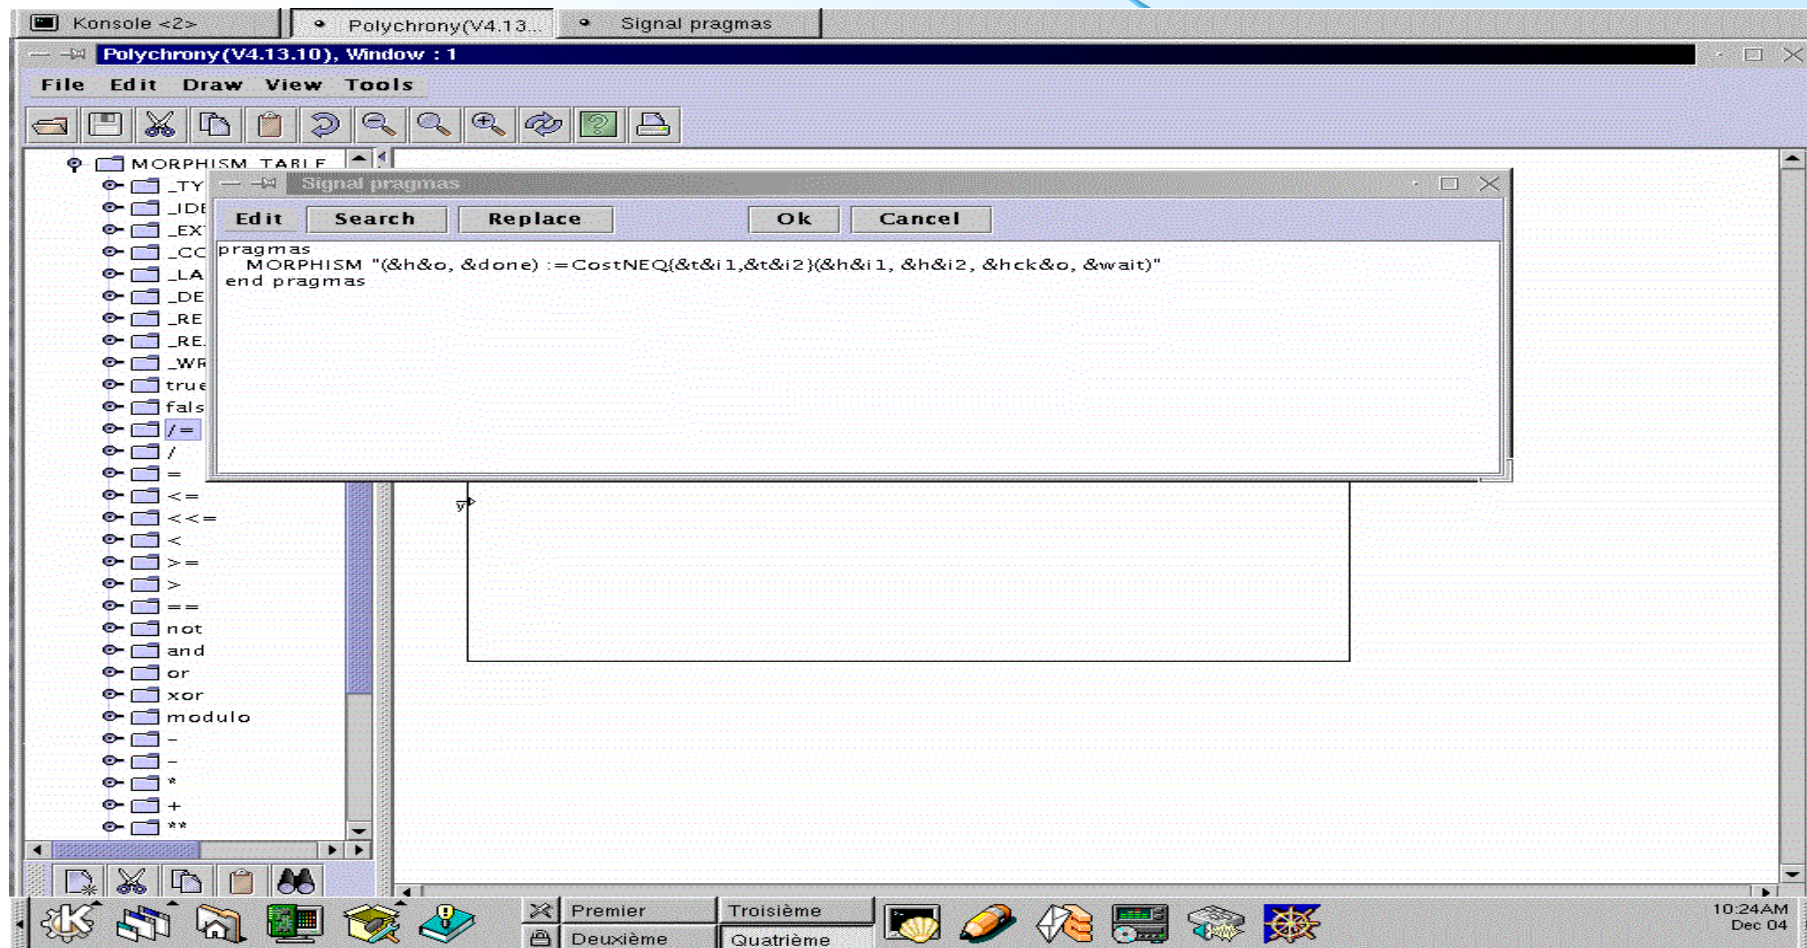 Konsole <2>
Polychrony(V4.13...
Signal pragmas
Polychrony(V4.13.10), Window : 1
File Edit Draw View Tools
MORPHISM_TABLE
_TY
_IDE
_EX
_CO
_LA
_DE
_RE
_RE
_WR
true
fals
/=
/
=
<=
<<=
<
>=
>
==
not
and
or
xor
modulo
-
-
*
+
**
Signal pragmas
Edit Search Replace Ok Cancel
pragmas
MORPHISM "(&h&o, &done) :=CostNEQ{&t&i1,&t&i2}(&h&i1, &h&i2, &hck&o, &wait)"
end pragmas
y
Premier
Troisième
Deuxième
Quatrième
10:24AM
Dec 04